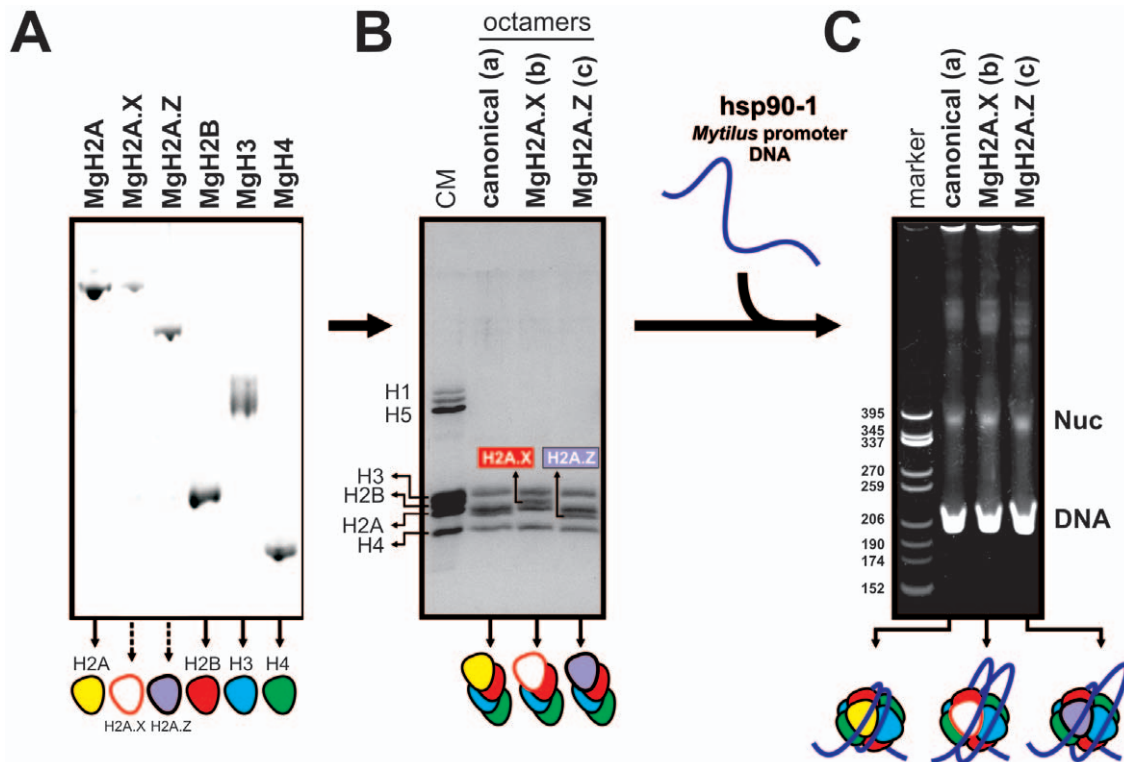 A
MgH2A
MgH2A.X
MgH2A.Z
MgH2B
MgH3
MgH4
H2A
H2B
H3
H4
H2A.X
H2A.Z
B
octamers
CM
canonical (a)
MgH2A.X (b)
MgH2A.Z (c)
H1
H5
H2A.X
H2A.Z
H3
H2B
H2A
H4
hsp90-1
Mytilus promoter
DNA
C
marker
canonical (a)
MgH2A.X (b)
MgH2A.Z (c)
395
345
337
270
259
206
190
174
152
Nuc
DNA